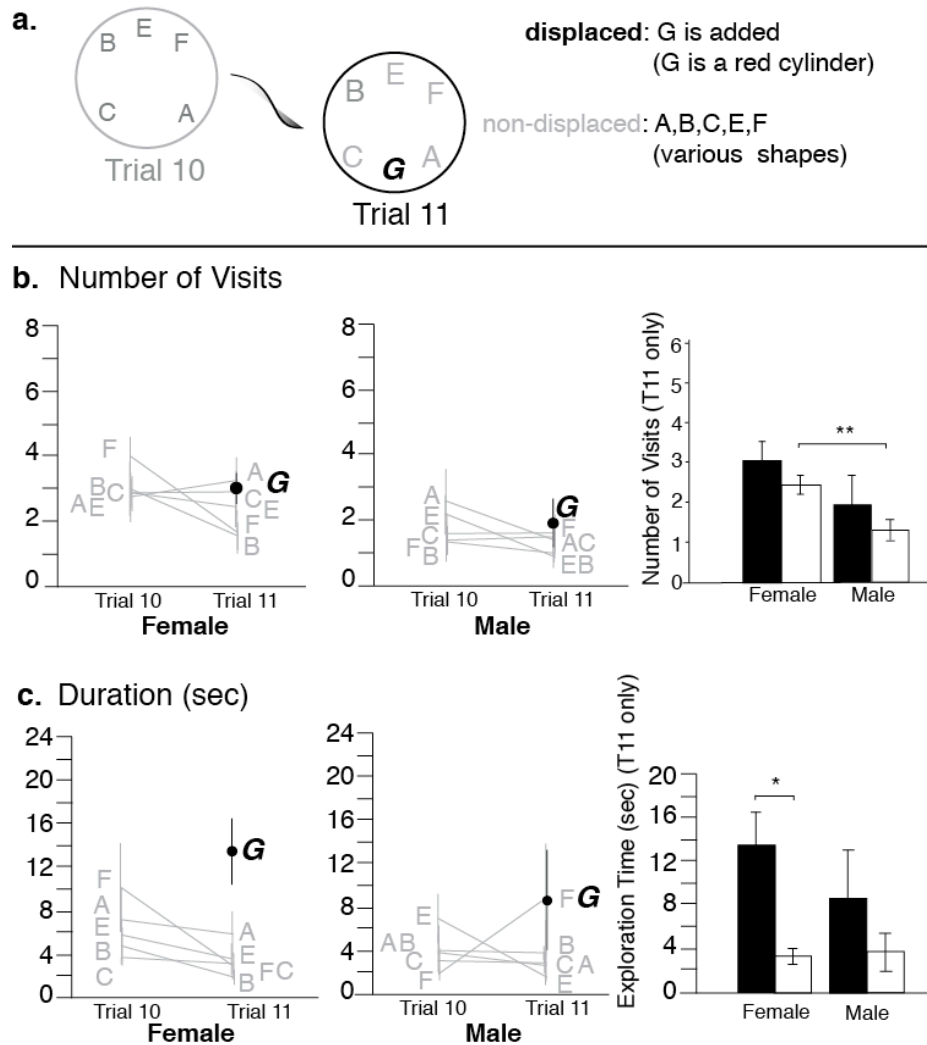 a.
B E F
C A
Trial 10
B E F
C G A
Trial 11
displaced: G is added
(G is a red cylinder)
non-displaced: A,B,C,E,F
(various shapes)
b. Number of Visits
8
6
4
2
0
F
B C
A E
A
G
C E
F
B
Trial 10 Trial 11
Female
8
6
4
2
0
A
E
C
F B
G
F
A C
E B
Trial 10 Trial 11
Male
Number of Visits (T11 only)
6
5
4
3
2
1
0
**
Female Male
c. Duration (sec)
24
20
16
12
8
4
0
F
A
E
B
C
G
A
E
F C
B
Trial 10 Trial 11
Female
24
20
16
12
8
4
0
E
A B
C
F
F G
B
C A
E
Trial 10 Trial 11
Male
Exploration Time (sec) (T11 only)
20
16
12
8
4
0
*
Female Male